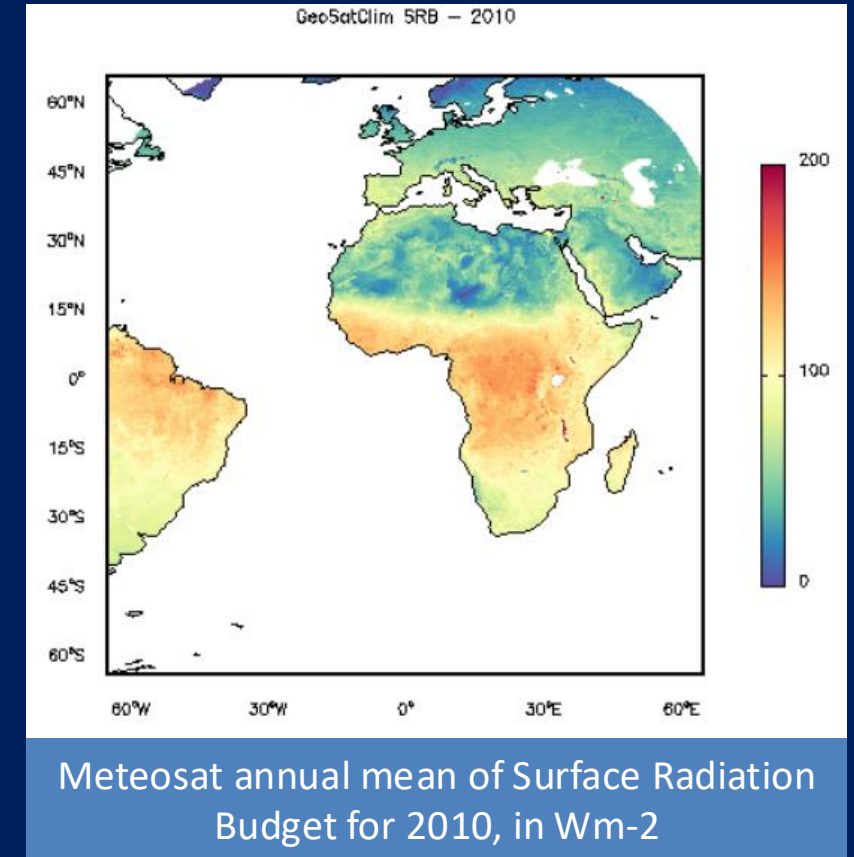 GeoSatClim SRB — 2010
60°N
45°N
30°N
15°N
0°
15°S
30°S
45°S
60°S
60°W 30°W 0° 30°E 60°E
200
100
0
Meteosat annual mean of Surface Radiation
Budget for 2010, in Wm-2